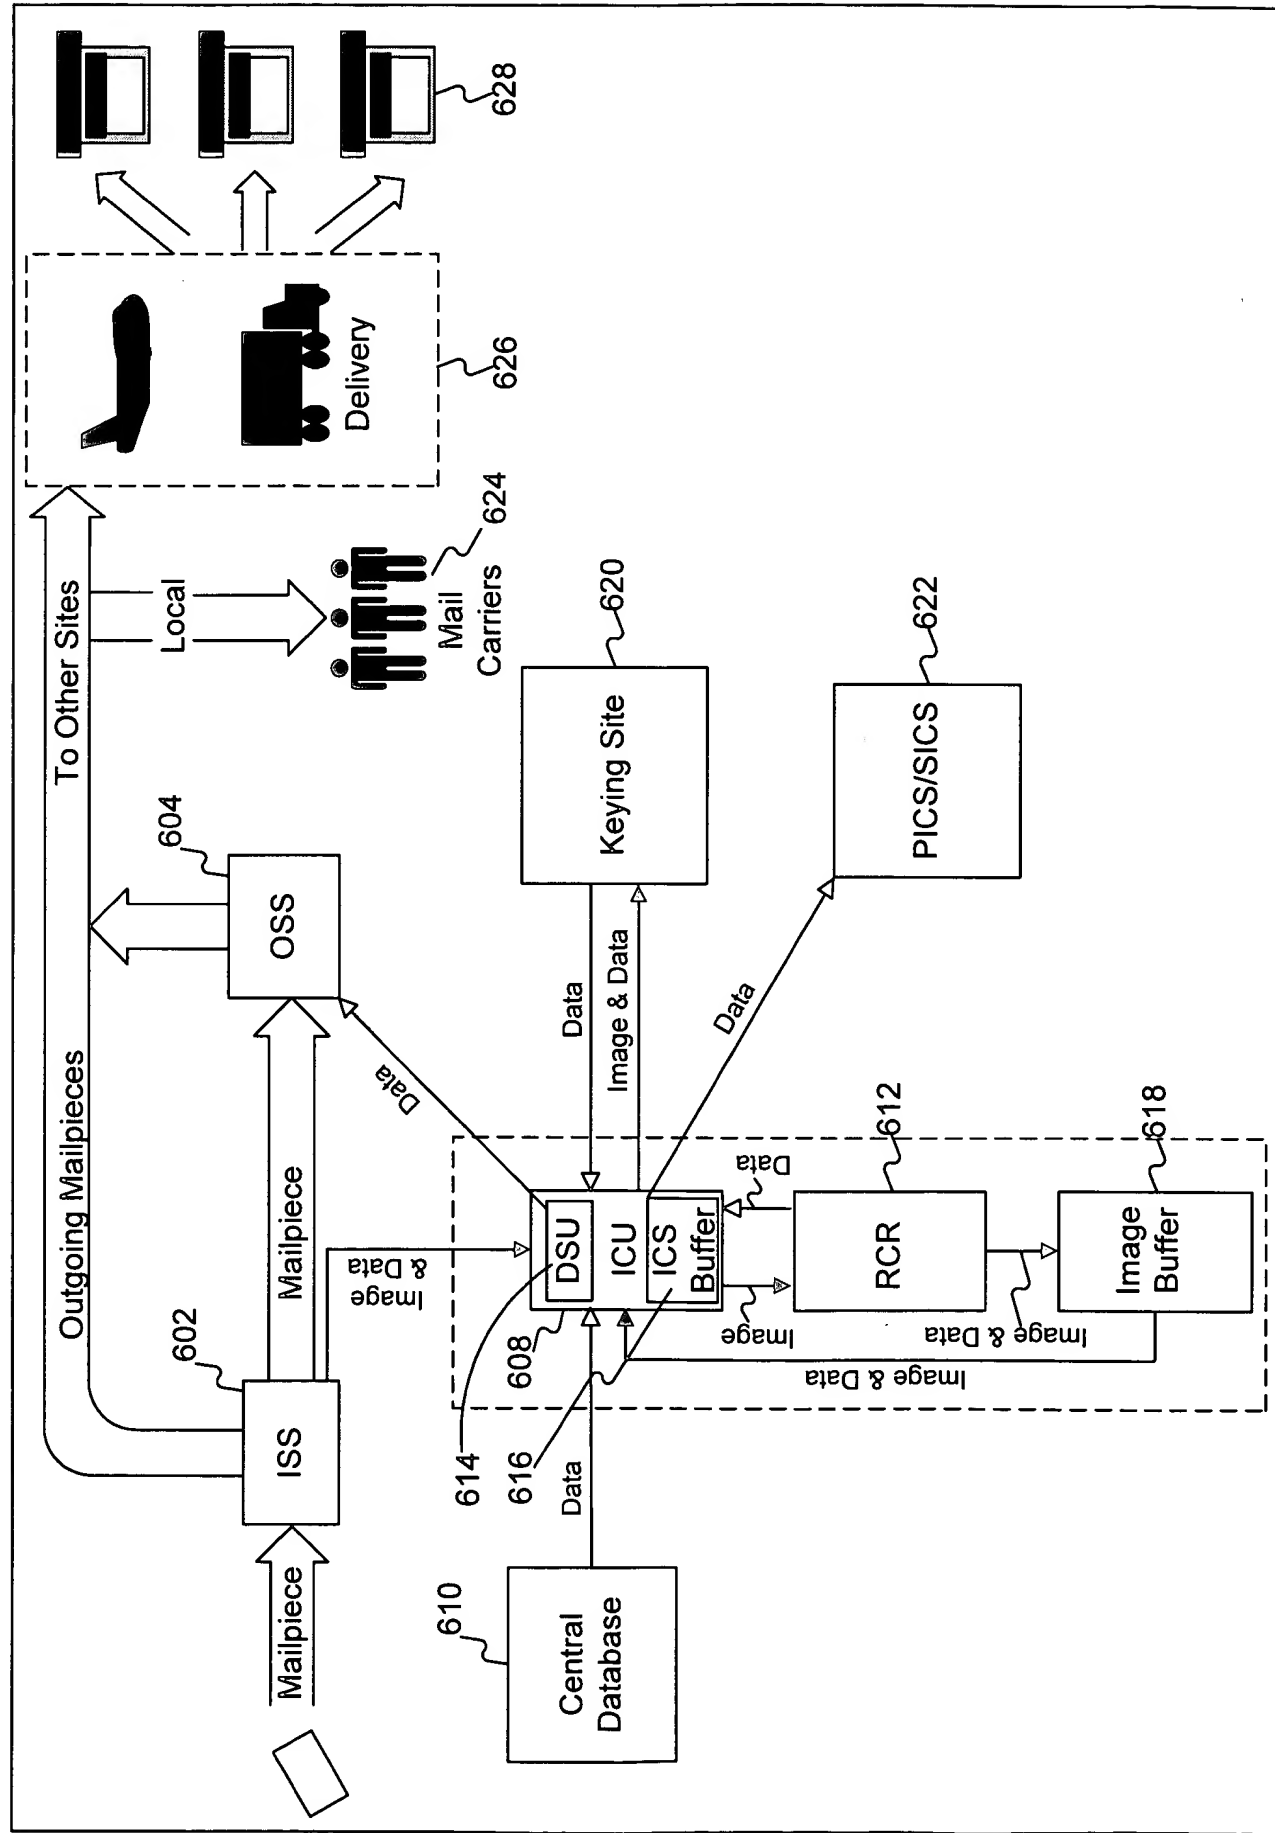 Outgoing Mailpieces
To Other Sites
602
604
Local
Mailpiece
ISS
Mailpiece
OSS
Mail
Carriers
624
Delivery
626
628
Image
& Data
Data
610
Central
Database
Data
614
616
608
DSU
ICU
ICS
Buffer
Data
Image & Data
Keying Site
620
Image
Data
Data
RCR
612
PICS/SICS
622
Image & Data
Image & Data
Image
Buffer
618